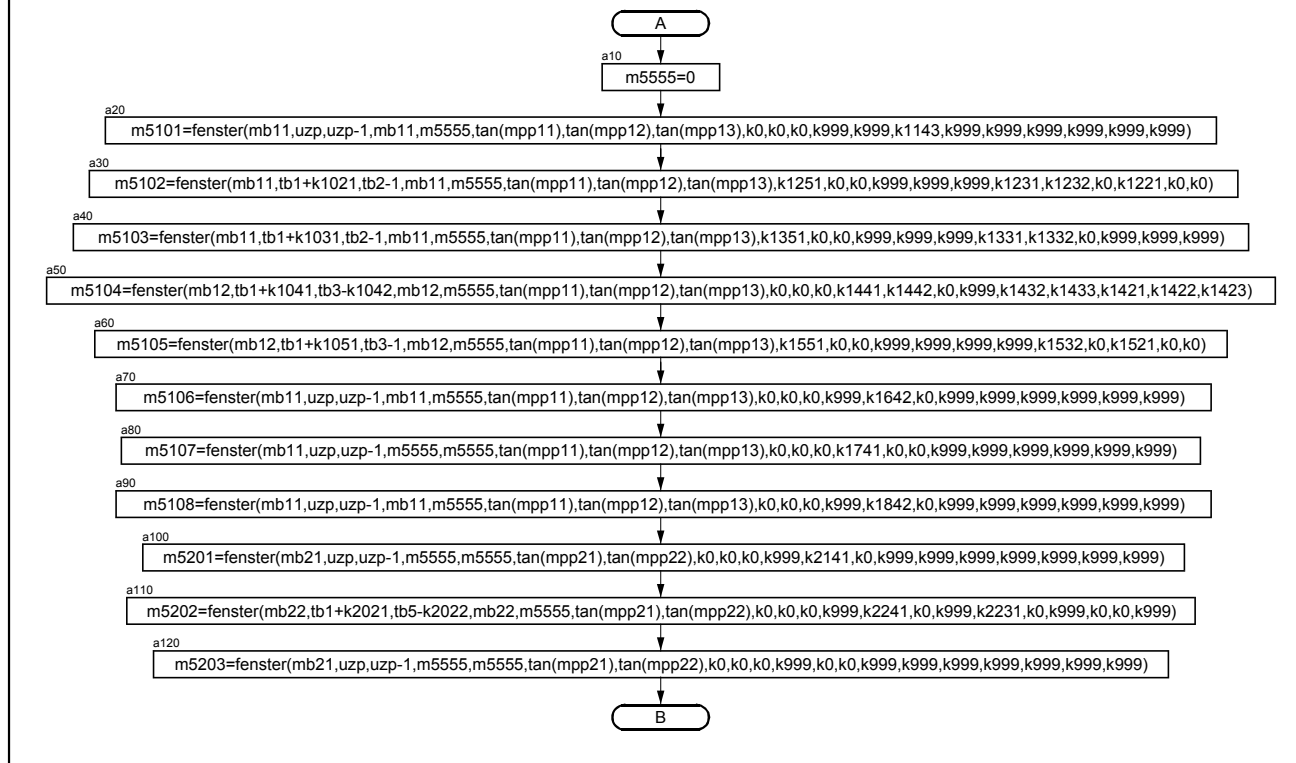 A
a10
m5555=0
a20
m5101=fenster(mb11,uzp,uzp-1,mb11,m5555,tan(mpp11),tan(mpp12),tan(mpp13),k0,k0,k0,k999,k999,k1143,k999,k999,k999,k999,k999,k999)
a30
m5102=fenster(mb11,tb1+k1021,tb2-1,mb11,m5555,tan(mpp11),tan(mpp12),tan(mpp13),k1251,k0,k0,k999,k999,k999,k1231,k1232,k0,k1221,k0,k0)
a40
m5103=fenster(mb11,tb1+k1031,tb2-1,mb11,m5555,tan(mpp11),tan(mpp12),tan(mpp13),k1351,k0,k0,k999,k999,k999,k1331,k1332,k0,k999,k999,k999)
a50
m5104=fenster(mb12,tb1+k1041,tb3-k1042,mb12,m5555,tan(mpp11),tan(mpp12),tan(mpp13),k0,k0,k0,k1441,k1442,k0,k999,k1432,k1433,k1421,k1422,k1423)
a60
m5105=fenster(mb12,tb1+k1051,tb3-1,mb12,m5555,tan(mpp11),tan(mpp12),tan(mpp13),k1551,k0,k0,k999,k999,k999,k999,k1532,k0,k1521,k0,k0)
a70
m5106=fenster(mb11,uzp,uzp-1,mb11,m5555,tan(mpp11),tan(mpp12),tan(mpp13),k0,k0,k0,k999,k1642,k0,k999,k999,k999,k999,k999,k999)
a80
m5107=fenster(mb11,uzp,uzp-1,m5555,m5555,tan(mpp11),tan(mpp12),tan(mpp13),k0,k0,k0,k1741,k0,k0,k999,k999,k999,k999,k999,k999)
a90
m5108=fenster(mb11,uzp,uzp-1,mb11,m5555,tan(mpp11),tan(mpp12),tan(mpp13),k0,k0,k0,k999,k1842,k0,k999,k999,k999,k999,k999,k999)
a100
m5201=fenster(mb21,uzp,uzp-1,m5555,m5555,tan(mpp21),tan(mpp22),k0,k0,k0,k999,k2141,k0,k999,k999,k999,k999,k999,k999,k999)
a110
m5202=fenster(mb22,tb1+k2021,tb5-k2022,mb22,m5555,tan(mpp21),tan(mpp22),k0,k0,k0,k999,k2241,k0,k999,k2231,k0,k999,k0,k0,k999)
a120
m5203=fenster(mb21,uzp,uzp-1,m5555,m5555,tan(mpp21),tan(mpp22),k0,k0,k0,k999,k0,k0,k999,k999,k999,k999,k999,k999,k999)
B